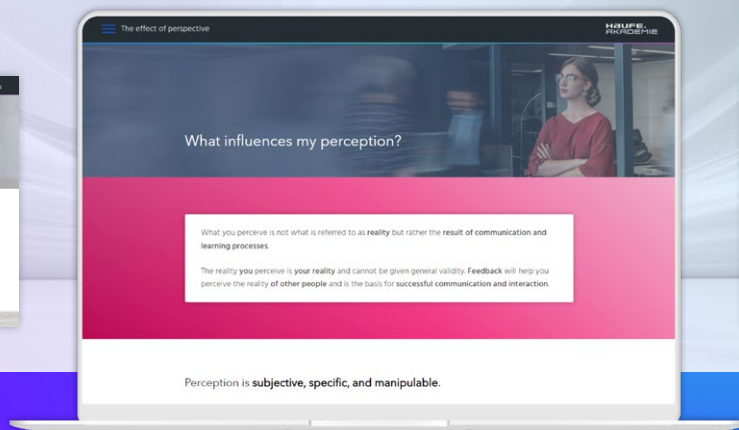 The effect of perspective
HAUFE.
AKADEMIE
What influences my perception?
What you perceive is not what is referred to as reality but rather the result of communication and
learning processes.
The reality you perceive is your reality and cannot be given general validity. Feedback will help you
perceive the reality of other people and is the basis for successful communication and interaction.
Perception is subjective, specific, and manipulable.